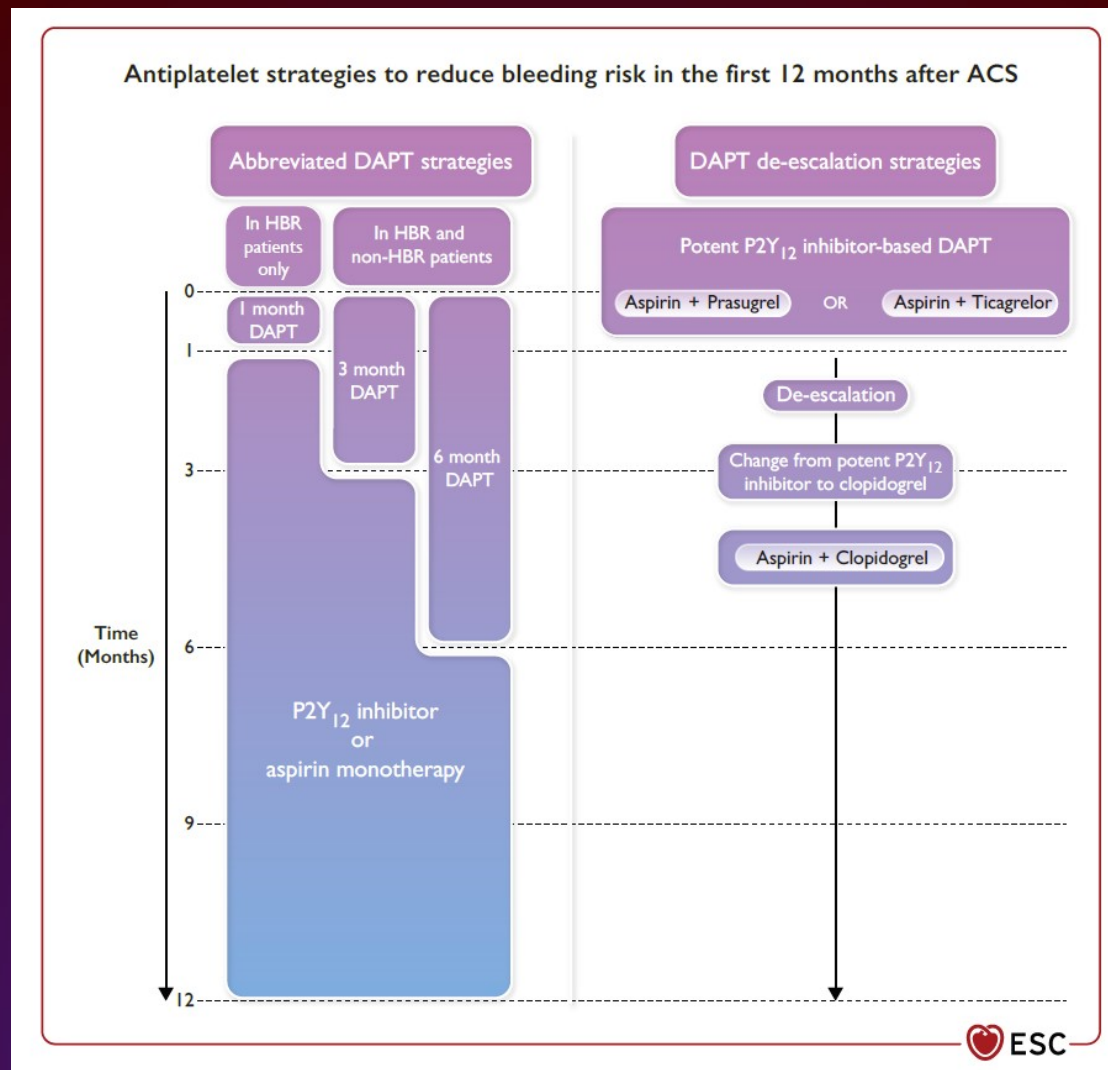 Antiplatelet strategies to reduce bleeding risk in the first 12 months after ACS
Abbreviated DAPT strategies
In HBR
patients
only
In HBR and
non-HBR patients
1 month
DAPT
3 month
DAPT
6 month
DAPT
P2Y12 inhibitor
or
aspirin monotherapy
DAPT de-escalation strategies
Potent P2Y12 inhibitor-based DAPT
Aspirin + Prasugrel OR Aspirin + Ticagrelor
De-escalation
Change from potent P2Y12
inhibitor to clopidogrel
Aspirin + Clopidogrel
Time
(Months)
0
1
3
6
9
12
ESC